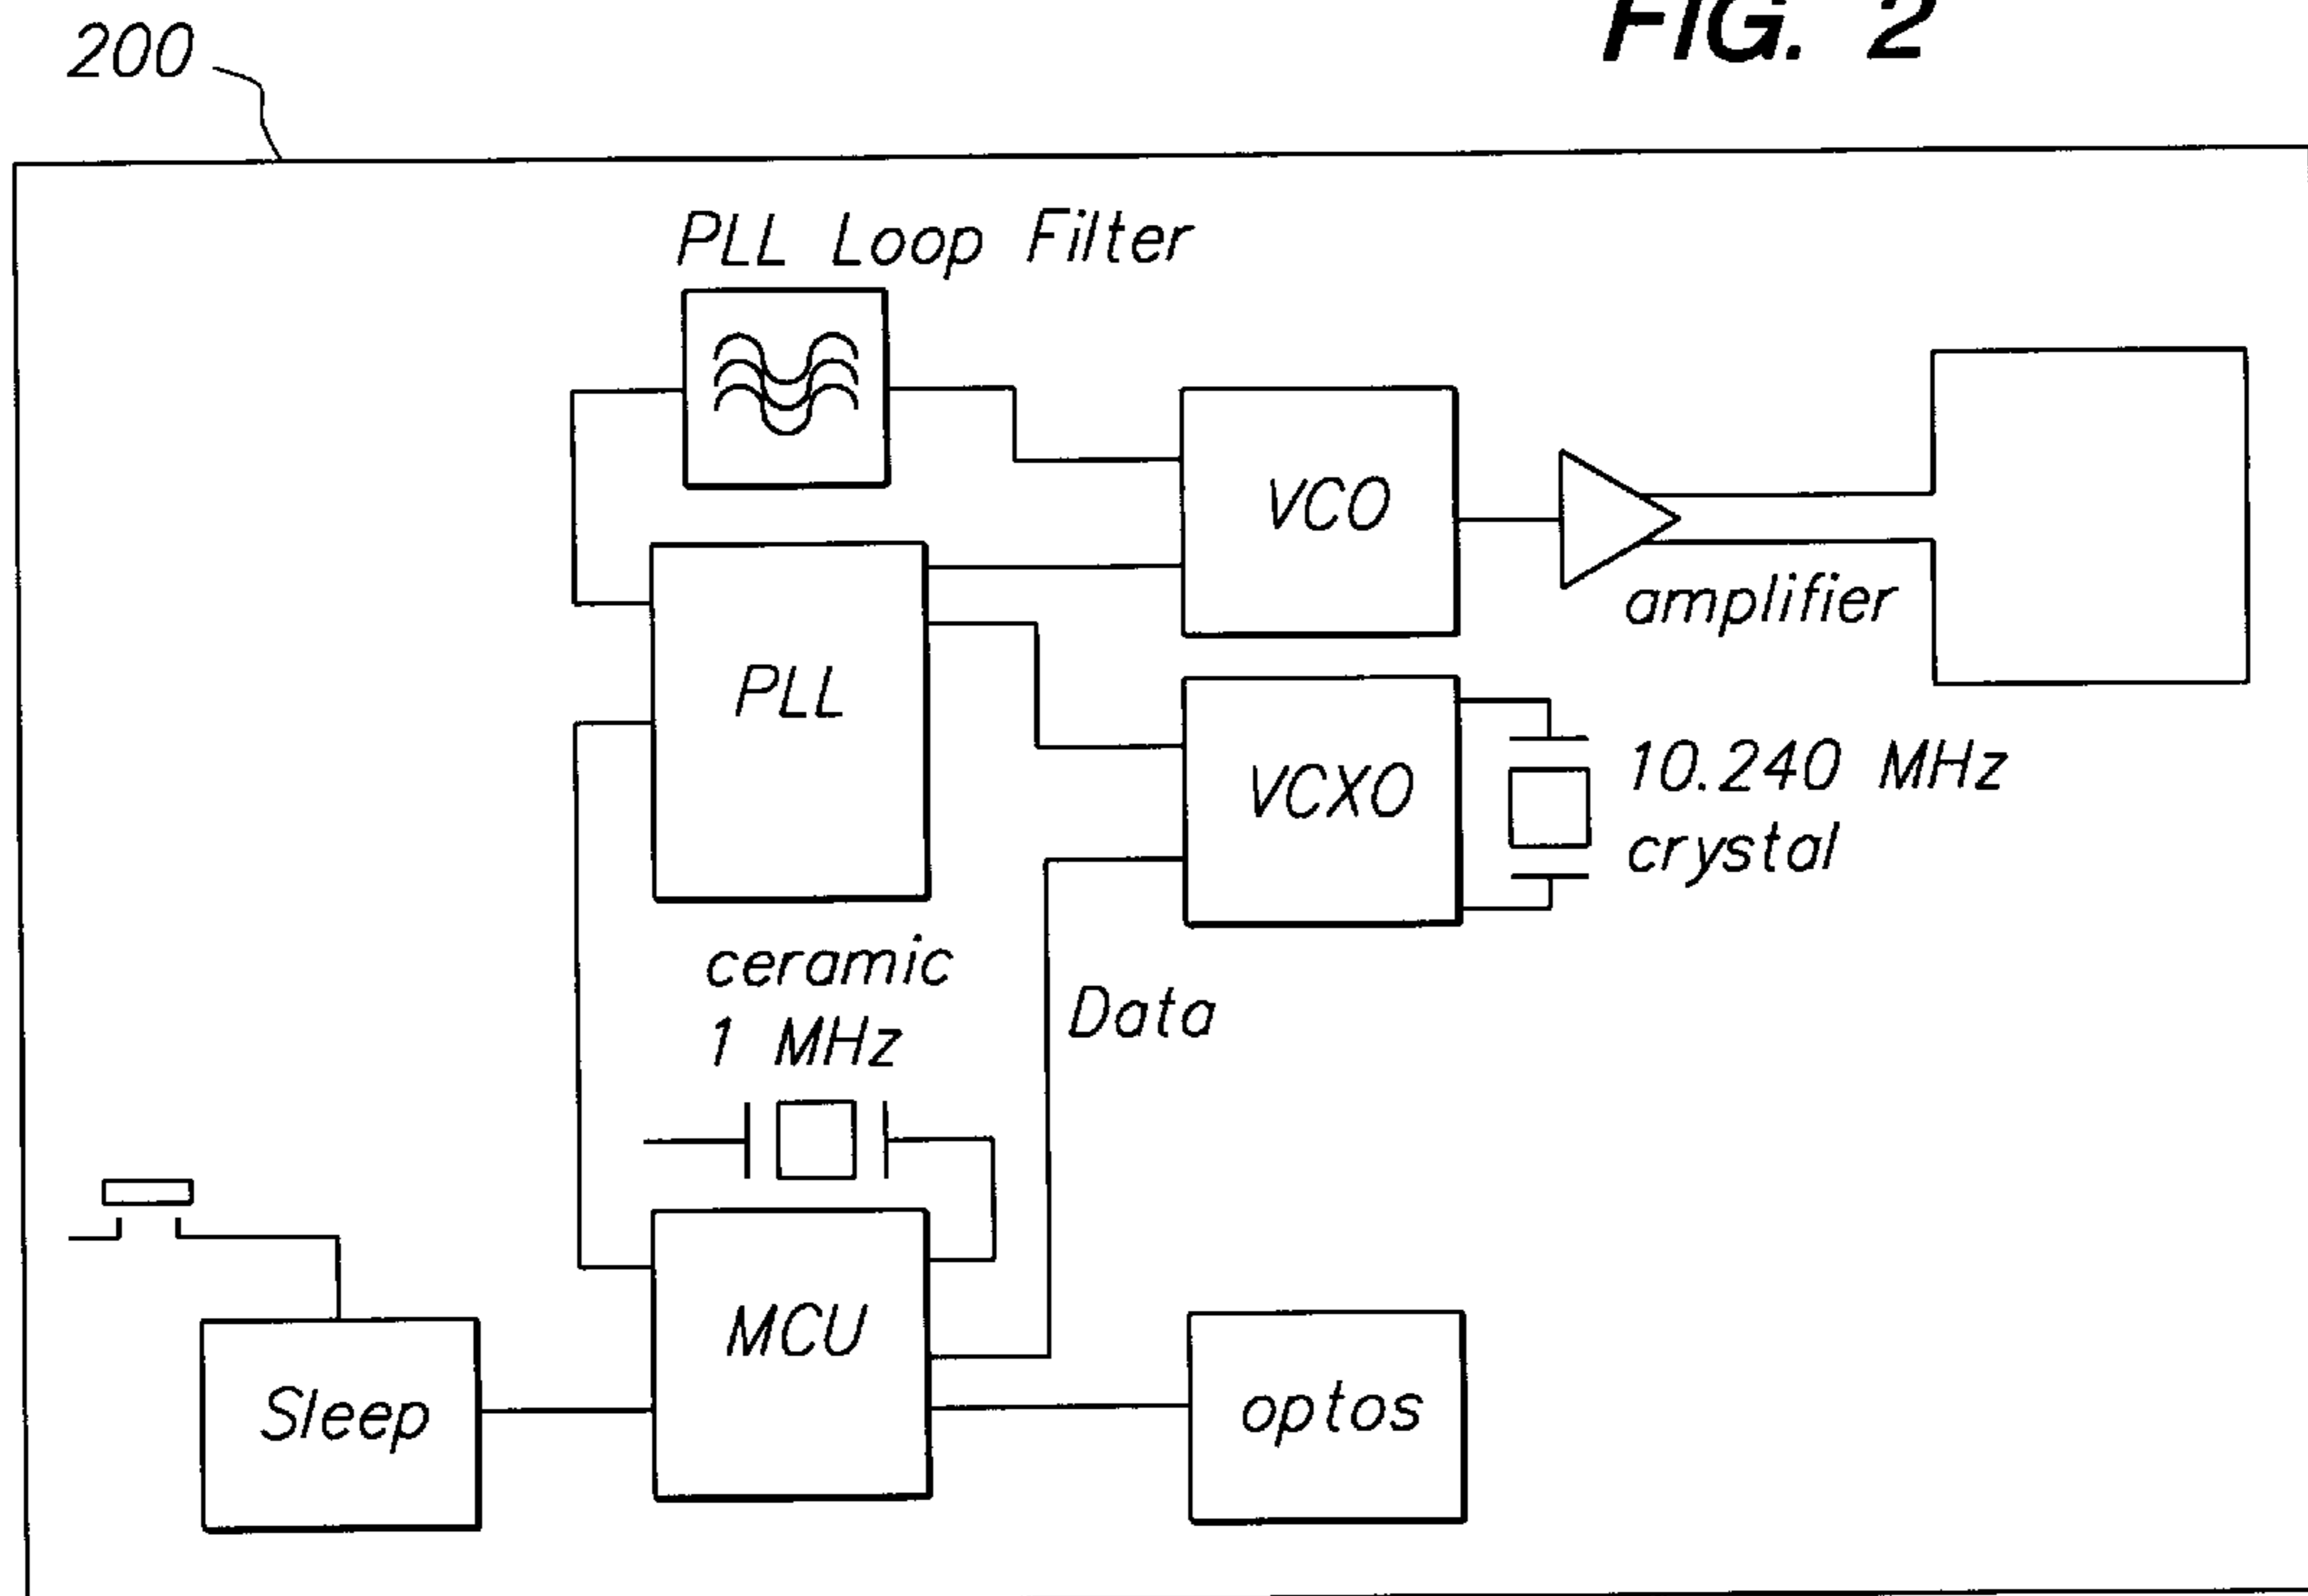 FIG. 2
200
PLL Loop Filter
VCO
amplifier
PLL
VCXO
10.240 MHz
crystal
ceramic
1 MHz
Data
MCU
Sleep
optos